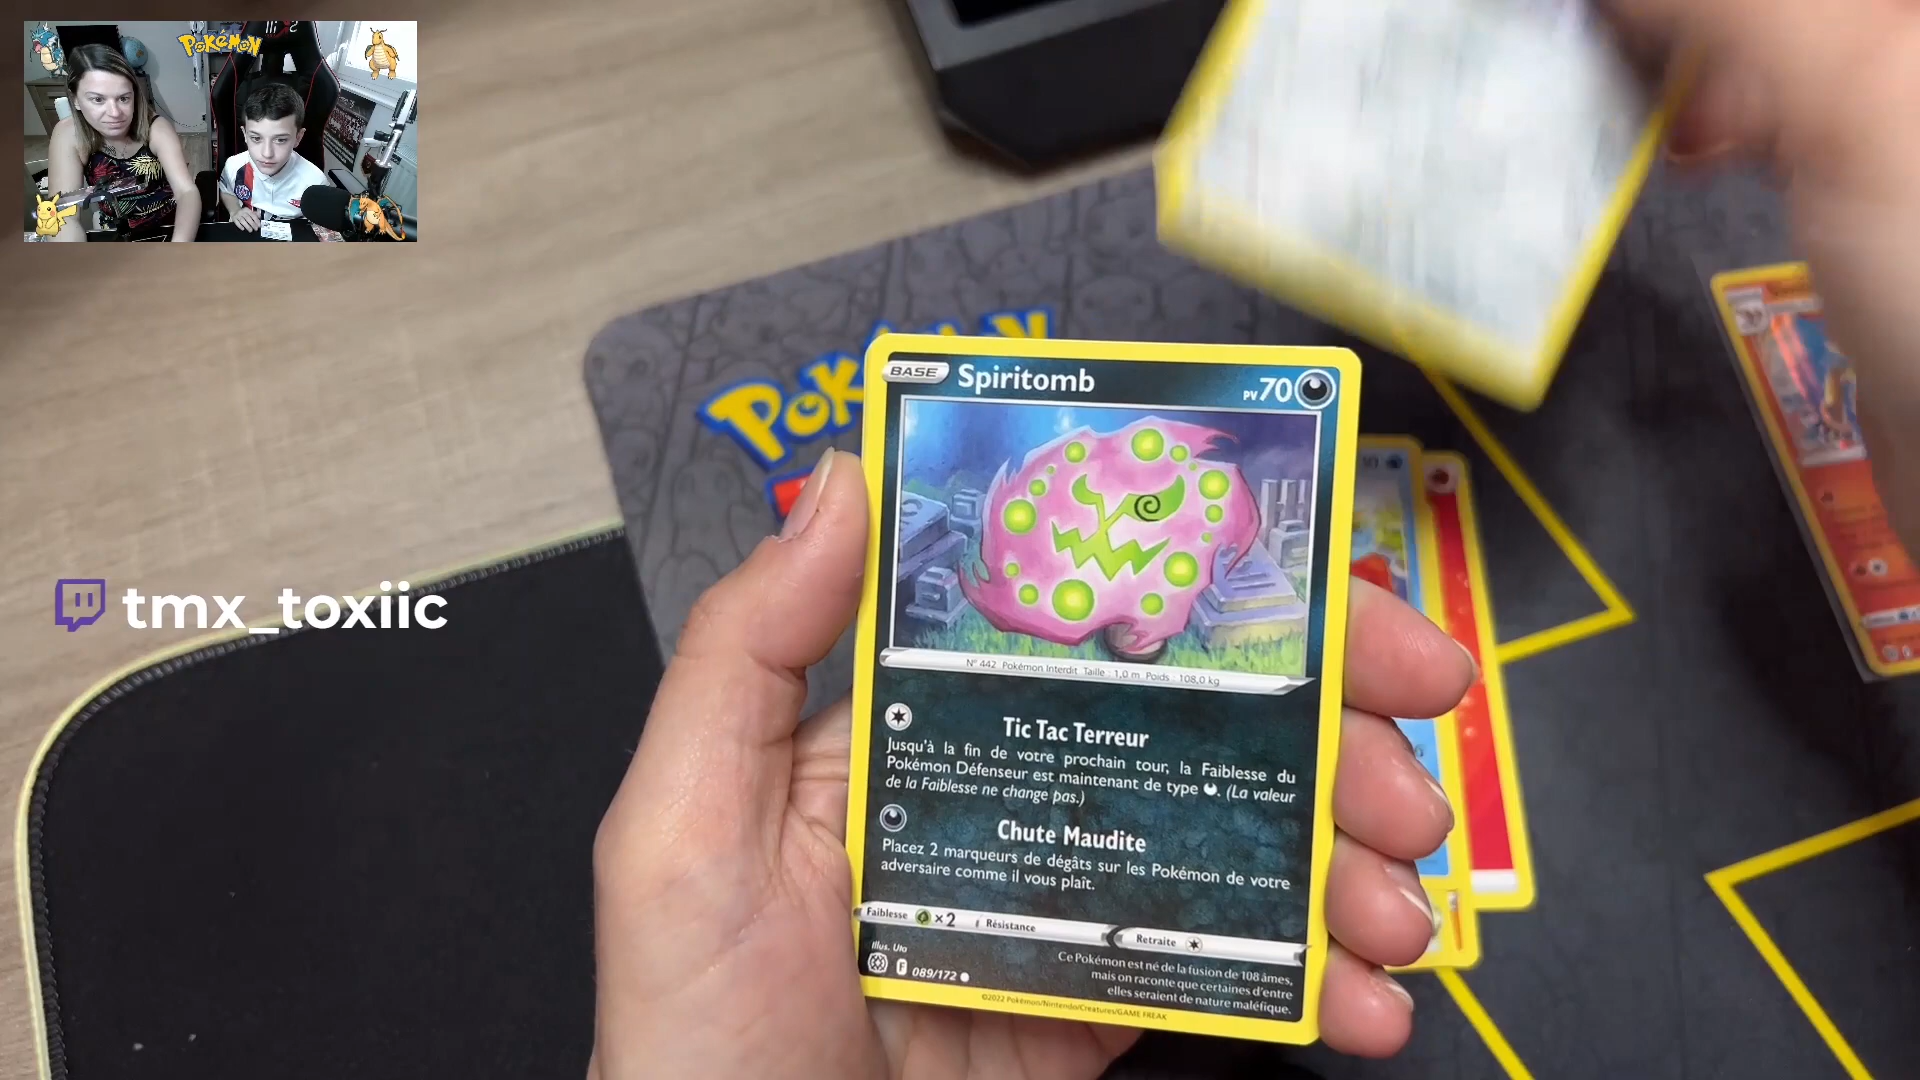 POKéMON
Pok MON
tmx_toxiic
BASE
Spiritomb
PV 70
N° 442 Pokémon Interdit Taille : 1,0 m Poids : 108,0 kg
Tic Tac Terreur
Jusqu'à la fin de votre prochain tour, la Faiblesse du
Pokémon Défenseur est maintenant de type . (La valeur
de la Faiblesse ne change pas.)
Chute Maudite
Placez 2 marqueurs de dégâts sur les Pokémon de votre
adversaire comme il vous plaît.
Faiblesse ×2 Résistance Retraite
Illus. Uta
F 089/172
Ce Pokémon est né de la fusion de 108 âmes,
mais on raconte que certaines d'entre
elles seraient de nature maléfique.
©2022 Pokémon/Nintendo/Creatures/GAME FREAK